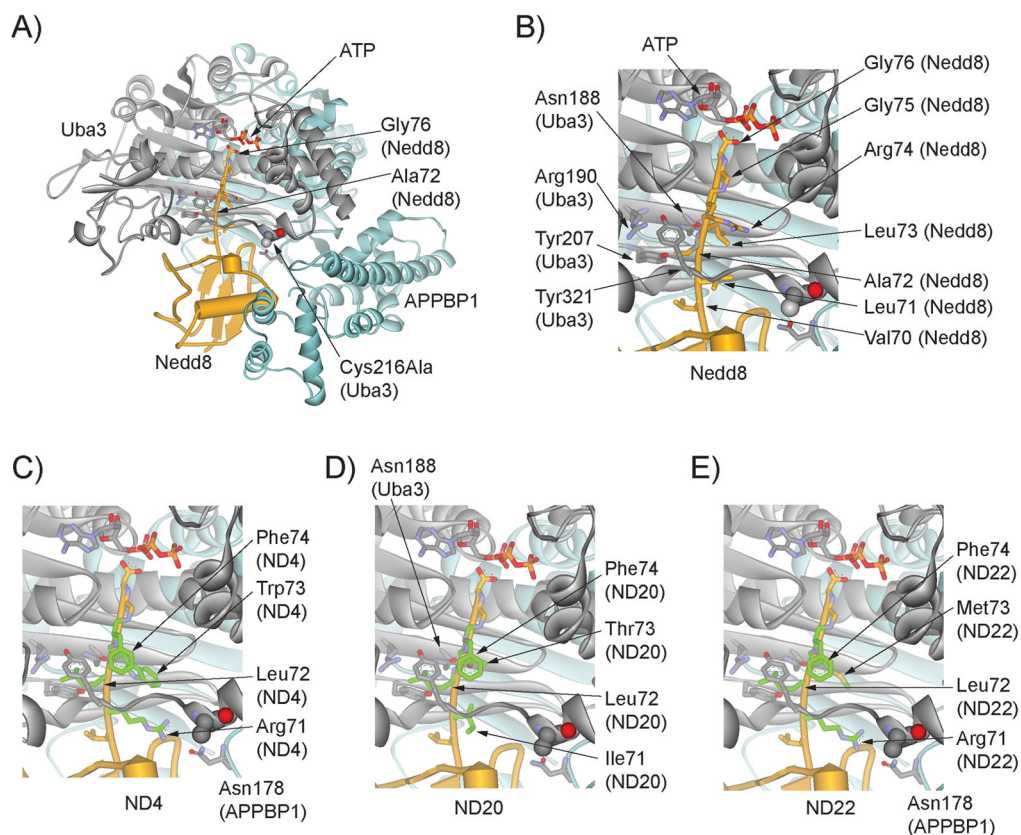 A)
ATP
Uba3
Gly76
(Nedd8)
Ala72
(Nedd8)
APPBP1
Nedd8
Cys216Ala
(Uba3)
B)
ATP
Gly76 (Nedd8)
Asn188
(Uba3)
Gly75 (Nedd8)
Arg74 (Nedd8)
Arg190
(Uba3)
Leu73 (Nedd8)
Tyr207
(Uba3)
Ala72 (Nedd8)
Tyr321
(Uba3)
Leu71 (Nedd8)
Val70 (Nedd8)
Nedd8
C)
Phe74
(ND4)
Trp73
(ND4)
Leu72
(ND4)
Arg71
(ND4)
Asn178
(APPBP1)
ND4
D)
Asn188
(Uba3)
Phe74
(ND20)
Thr73
(ND20)
Leu72
(ND20)
Ile71
(ND20)
ND20
E)
Phe74
(ND22)
Met73
(ND22)
Leu72
(ND22)
Arg71
(ND22)
Asn178
(APPBP1)
ND22